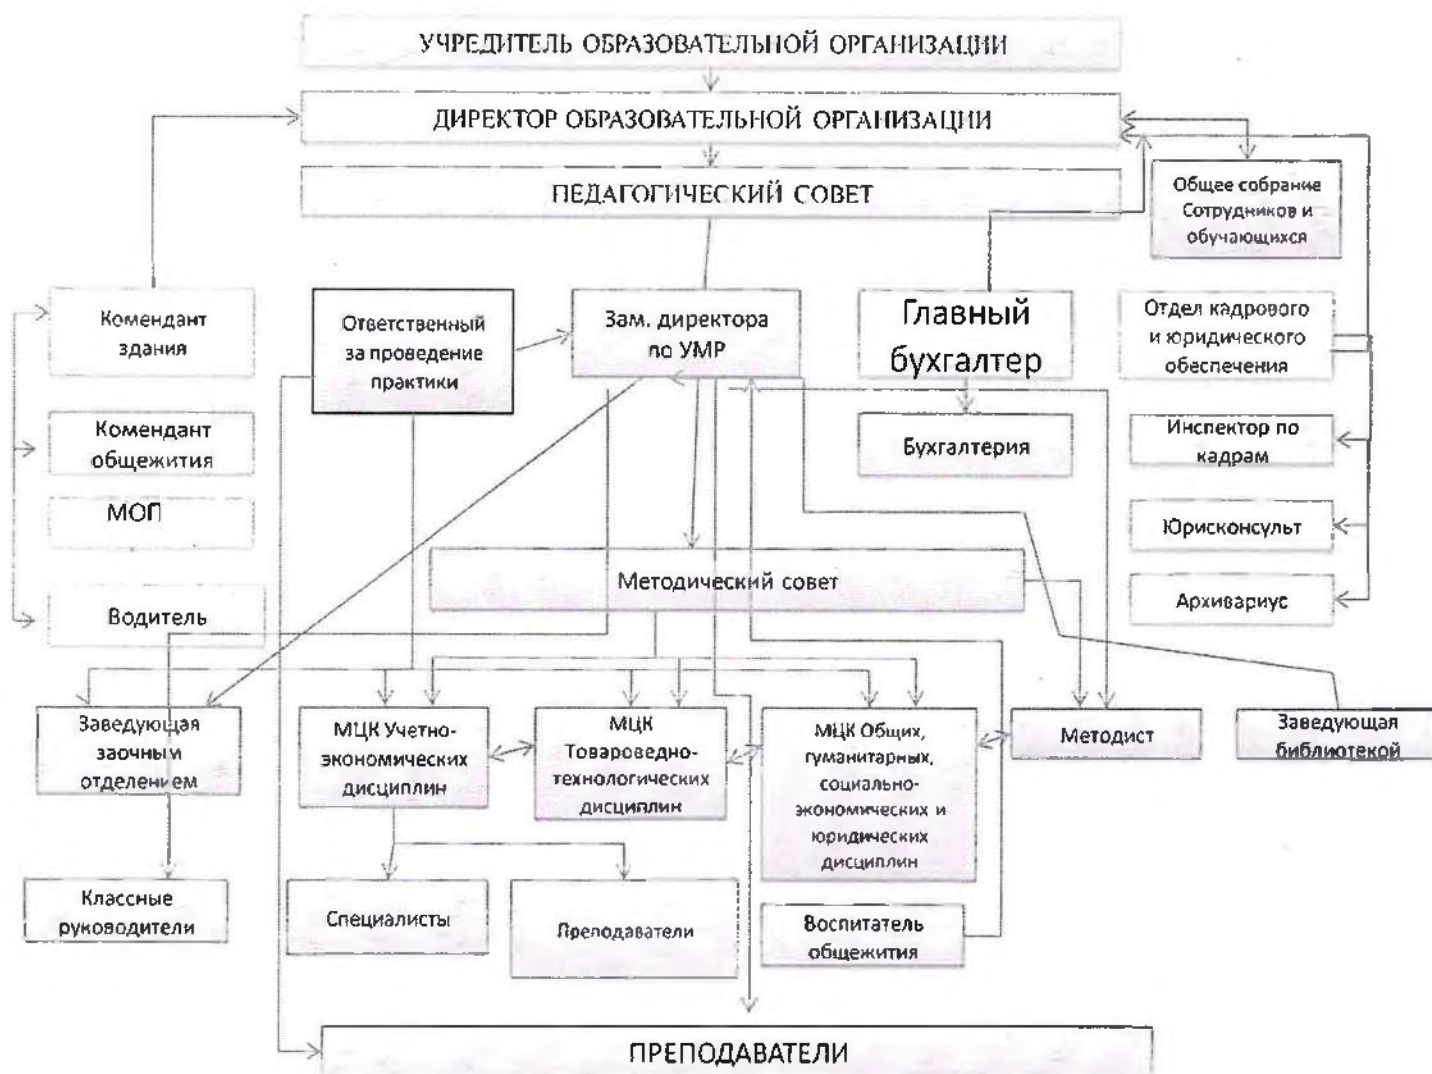 УЧРЕДИТЕЛЬ ОБРАЗОВАТЕЛЬНОЙ ОРГАНИЗАЦИИ
ДИРЕКТОР ОБРАЗОВАТЕЛЬНОЙ ОРГАНИЗАЦИИ
ПЕДАГОГИЧЕСКИЙ СОВЕТ
Общее собрание
Сотрудников и
обучающихся
Комендант
здания
Ответственный
за проведение
практики
Зам. директора
по УМР
Главный
бухгалтер
Отдел кадрового
и юридического
обеспечения
Комендант
общежития
Бухгалтерия
Инспектор по
кадрам
МОП
Юрисконсульт
Методический совет
Водитель
Архивариус
Заведующая
заочным
отделением
МЦК Учетно-
экономических
дисциплин
МЦК
Товароведно-
технологических
дисциплин
МЦК Общих,
гуманитарных,
социально-
экономических и
юридических
дисциплин
Методист
Заведующая
библиотекой
Классные
руководители
Специалисты
Преподаватели
Воспитатель
общежития
ПРЕПОДАВАТЕЛИ